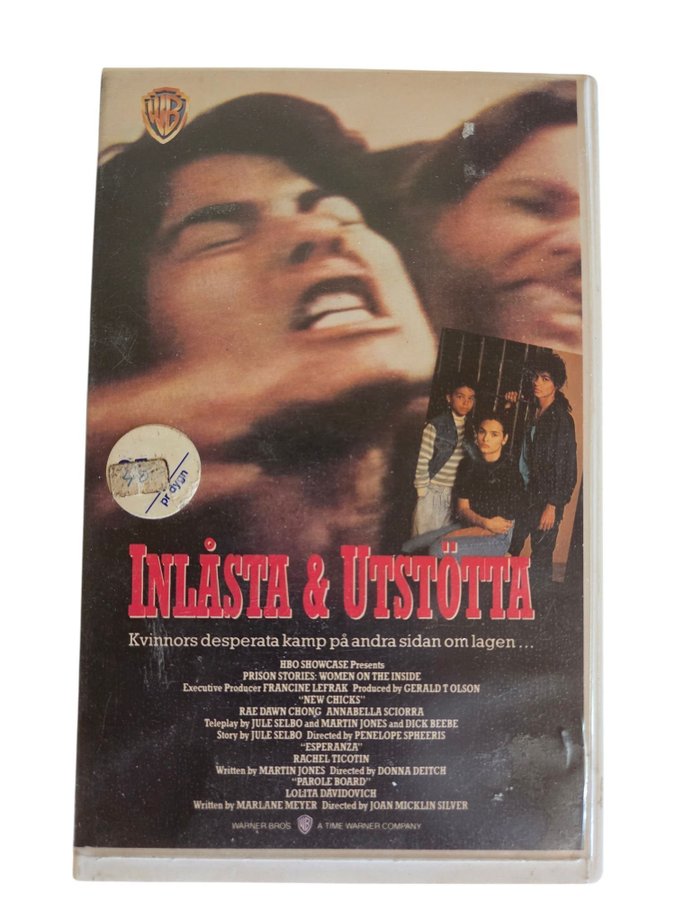 WB
pr dygn
INLÅSTA & UTSTÖTTA
Kvinnors desperata kamp på andra sidan om lagen...
HBO SHOWCASE Presents
PRISON STORIES: WOMEN ON THE INSIDE
Executive Producer FRANCINE LEFRAK Produced by GERALD T OLSON
"NEW CHICKS"
RAE DAWN CHONG ANNABELLA SCIORRA
Teleplay by JULE SELBO and MARTIN JONES and DICK BEEBE
Story by JULE SELBO Directed by PENELOPE SPHEERIS
"ESPERANZA"
RACHEL TICOTIN
Written by MARTIN JONES Directed by DONNA DEITCH
"PAROLE BOARD"
LOLITA DAVIDOVICH
Written by MARLANE MEYER Directed by JOAN MICKLIN SILVER
WARNER BROS WB A TIME WARNER COMPANY